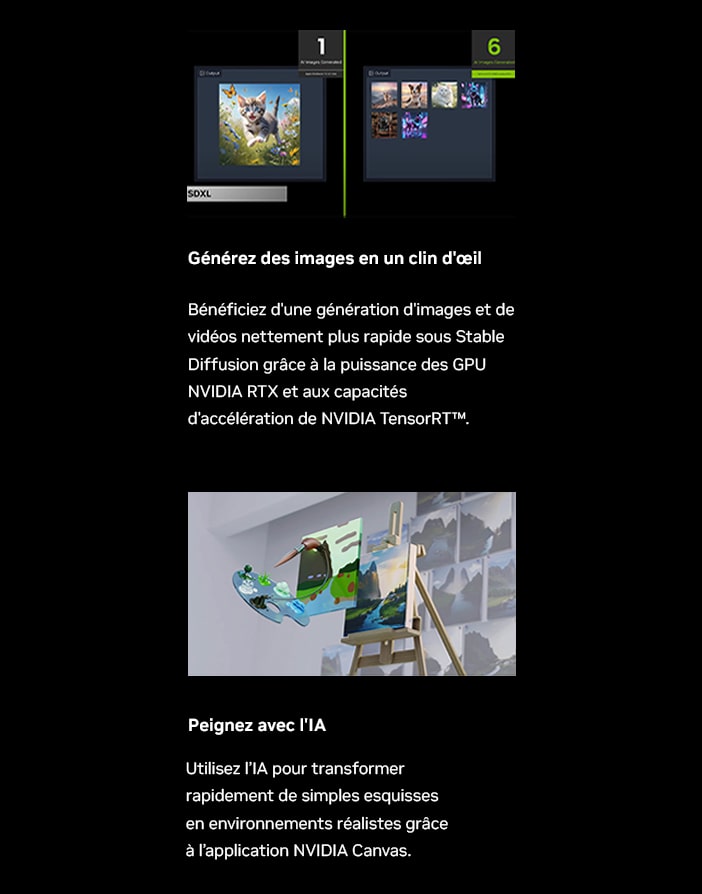 1
6
AI Images Generated
AI Images Generated
Output
Output
SDXL
Générez des images en un clin d'œil
Bénéficiez d'une génération d'images et de
vidéos nettement plus rapide sous Stable
Diffusion grâce à la puissance des GPU
NVIDIA RTX et aux capacités
d'accélération de NVIDIA TensorRT™.
Peignez avec l'IA
Utilisez l’IA pour transformer
rapidement de simples esquisses
en environnements réalistes grâce
à l’application NVIDIA Canvas.